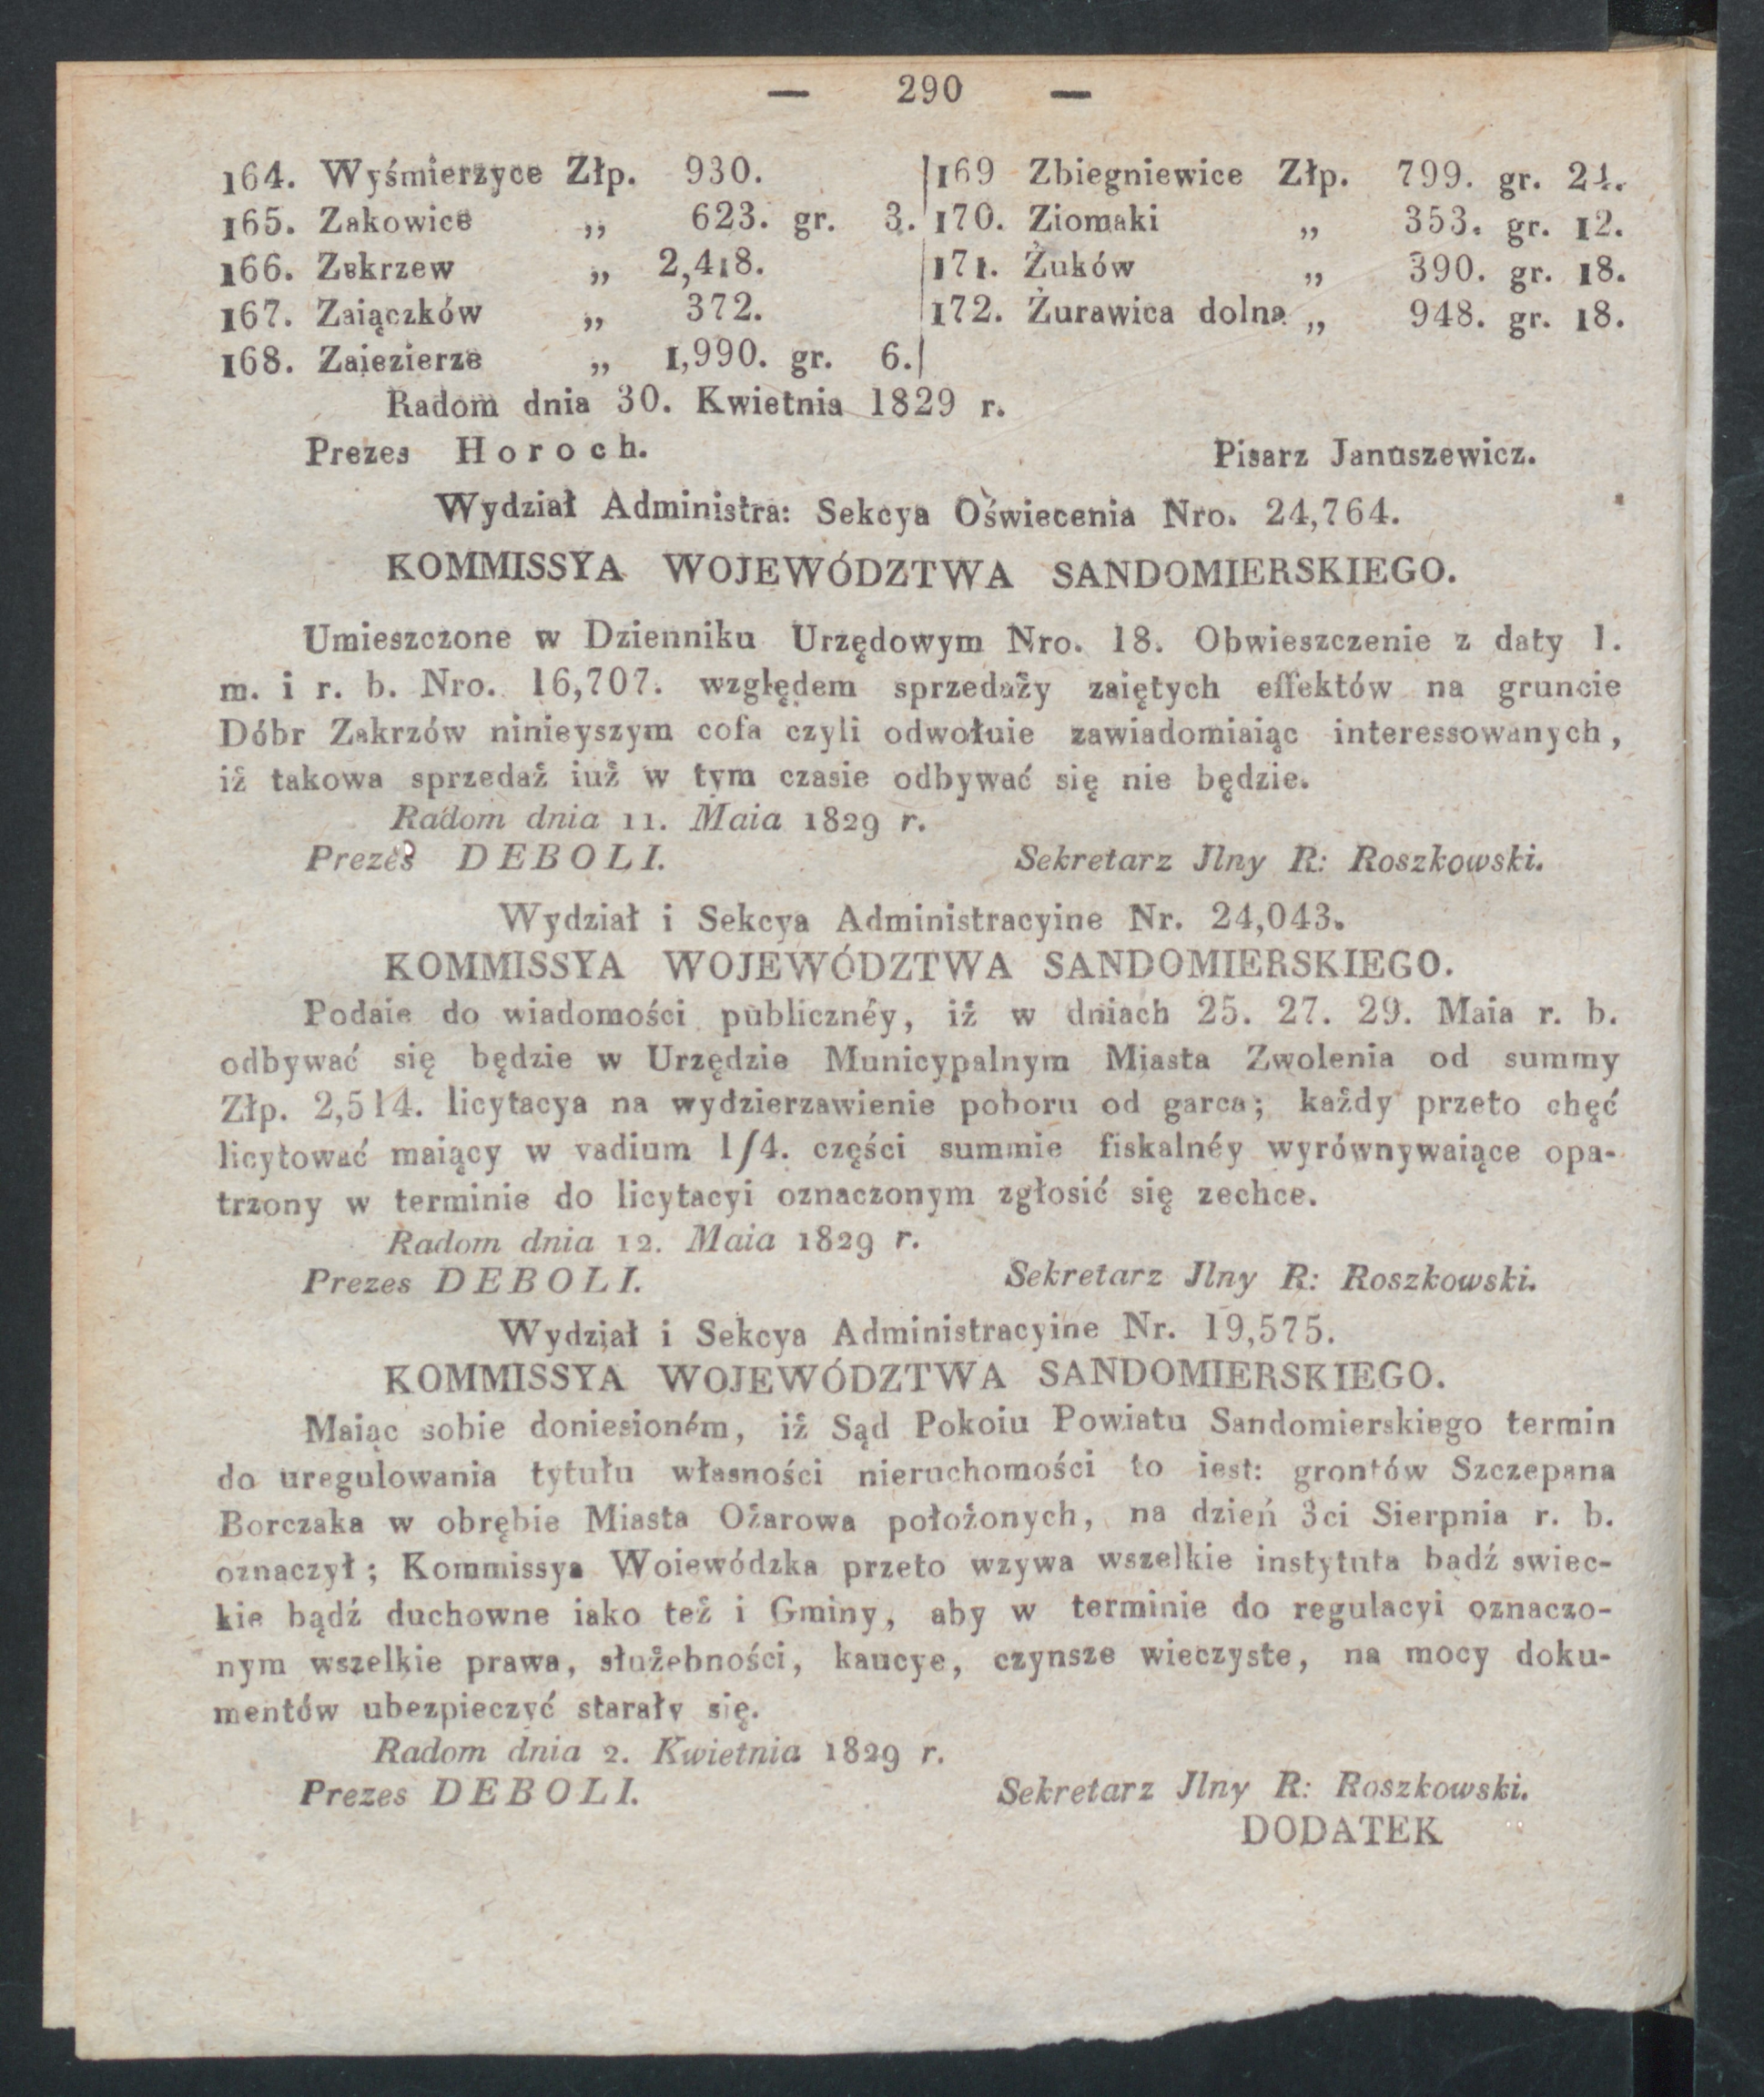 — 290 —
164. Wyśmierzyce Złp. 930.
165. Zakowice „ 623. gr. 3.
166. Zakrzew „ 2,418.
167. Zaiączków „ 372.
168. Zaiezierze „ 1,990. gr. 6.
169 Zbiegniewice Złp. 799. gr. 24.
170. Ziomaki „ 353. gr. 12.
171. Żuków „ 390. gr. 18.
172. Żurawica dolna „ 948. gr. 18.
Radom dnia 30. Kwietnia 1829 r.
Prezes Horoch. Pisarz Januszewicz.
Wydział Administra: Sekcya Oświecenia Nro. 24,764.
KOMMISSYA WOJEWÓDZTWA SANDOMIERSKIEGO.
Umieszczone w Dzienniku Urzędowym Nro. 18. Obwieszczenie z daty 1.
m. i r. b. Nro. 16,707. względem sprzedaży zaiętych effektów na gruncie
Dóbr Zakrzów ninieyszym cofa czyli odwołuie zawiadomiaiąc interessowanych,
iż takowa sprzedaż iuż w tym czasie odbywać się nie będzie.
Radom dnia 11. Maia 1829 r.
Prezes DEBOLI. Sekretarz Jlny R: Roszkowski.
Wydział i Sekcya Administracyine Nr. 24,043.
KOMMISSYA WOJEWÓDZTWA SANDOMIERSKIEGO.
Podaie do wiadomości publicznéy, iż w dniach 25. 27. 29. Maia r. b.
odbywać się będzie w Urzędzie Municypalnym Miasta Zwolenia od summy
Złp. 2,514. licytacya na wydzierzawienie poboru od garca; każdy przeto chęć
licytować maiący w vadium 1/4. części summie fiskalnéy wyrównywaiące opa-
trzony w terminie do licytacyi oznaczonym zgłosić się zechce.
Radom dnia 12. Maia 1829 r.
Prezes DEBOLI. Sekretarz Jlny R: Roszkowski.
Wydział i Sekcya Administracyine Nr. 19,575.
KOMMISSYA WOJEWÓDZTWA SANDOMIERSKIEGO.
Maiąc sobie doniesioném, iż Sąd Pokoiu Powiatu Sandomierskiego termin
do uregulowania tytułu własności nieruchomości to iest: grontów Szczepana
Borczaka w obrębie Miasta Ożarowa położonych, na dzień 3ci Sierpnia r. b.
oznaczył; Kommissya Woiewódzka przeto wzywa wszelkie instytuta badź swiec-
kie bądź duchowne iako też i Gminy, aby w terminie do regulacyi oznaczo-
nym wszelkie prawa, służebności, kaucye, czynsze wieczyste, na mocy doku-
mentów ubezpieczyć starały się.
Radom dnia 2. Kwietnia 1829 r.
Prezes DEBOLI. Sekretarz Jlny R: Roszkowski.
DODATEK